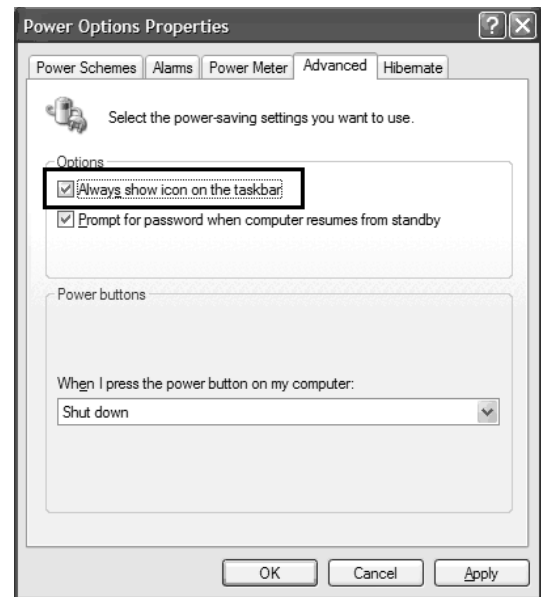 Power Options Properties
Power Schemes Alarms Power Meter Advanced Hibernate
Select the power-saving settings you want to use.
Options
Always show icon on the taskbar
Prompt for password when computer resumes from standby
Power buttons
When I press the power button on my computer:
Shut down
OK Cancel Apply